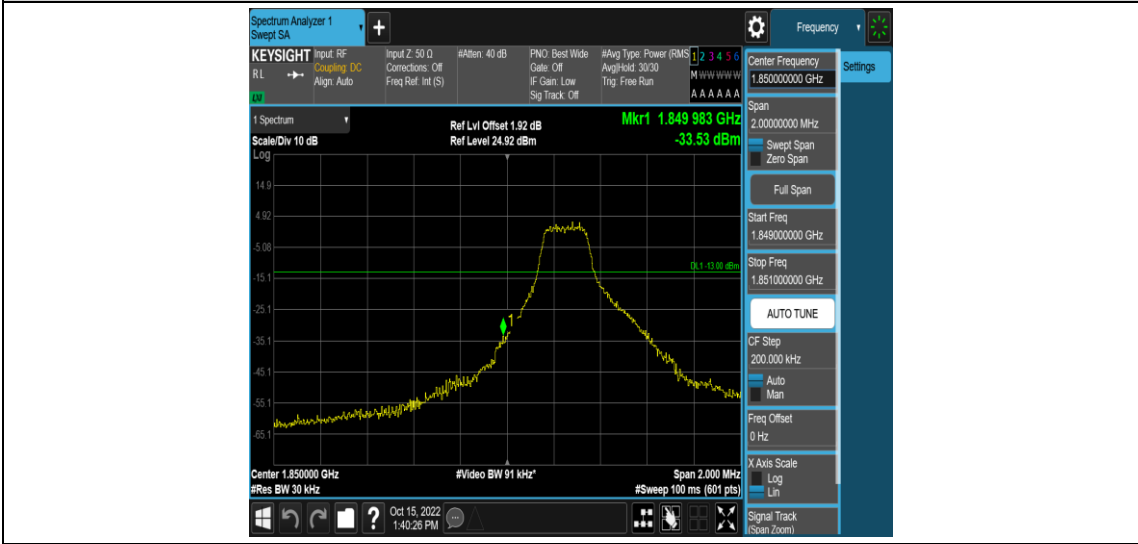 Spectrum Analyzer 1
Swept SA
Frequency
KEYSIGHT
RL
Input: RF
Coupling: DC
Align: Auto
Input Z: 50 Ω
Corrections: Off
Freq Ref: Int (S)
#Atten: 40 dB
PNO: Best Wide
Gate: Off
IF Gain: Low
Sig Track: Off
#Avg Type: Power (RMS
Avg|Hold: 30/30
Trig: Free Run
1 2 3 4 5 6
M W W W W W
A A A A A A
1 Spectrum
Scale/Div 10 dB
Log
Ref Lvl Offset 1.92 dB
Ref Level 24.92 dBm
Mkr1 1.849 983 GHz
-33.53 dBm
14.9
4.92
-5.08
-15.1
-25.1
-35.1
-45.1
-55.1
-65.1
DL1 -13.00 dBm
1
Center 1.850000 GHz
#Res BW 30 kHz
#Video BW 91 kHz*
Span 2.000 MHz
#Sweep 100 ms (601 pts)
Oct 15, 2022
1:40:26 PM
Center Frequency
1.850000000 GHz
Settings
Span
2.00000000 MHz
Swept Span
Zero Span
Full Span
Start Freq
1.849000000 GHz
Stop Freq
1.851000000 GHz
AUTO TUNE
CF Step
200.000 kHz
Auto
Man
Freq Offset
0 Hz
X Axis Scale
Log
Lin
Signal Track
(Span Zoom)